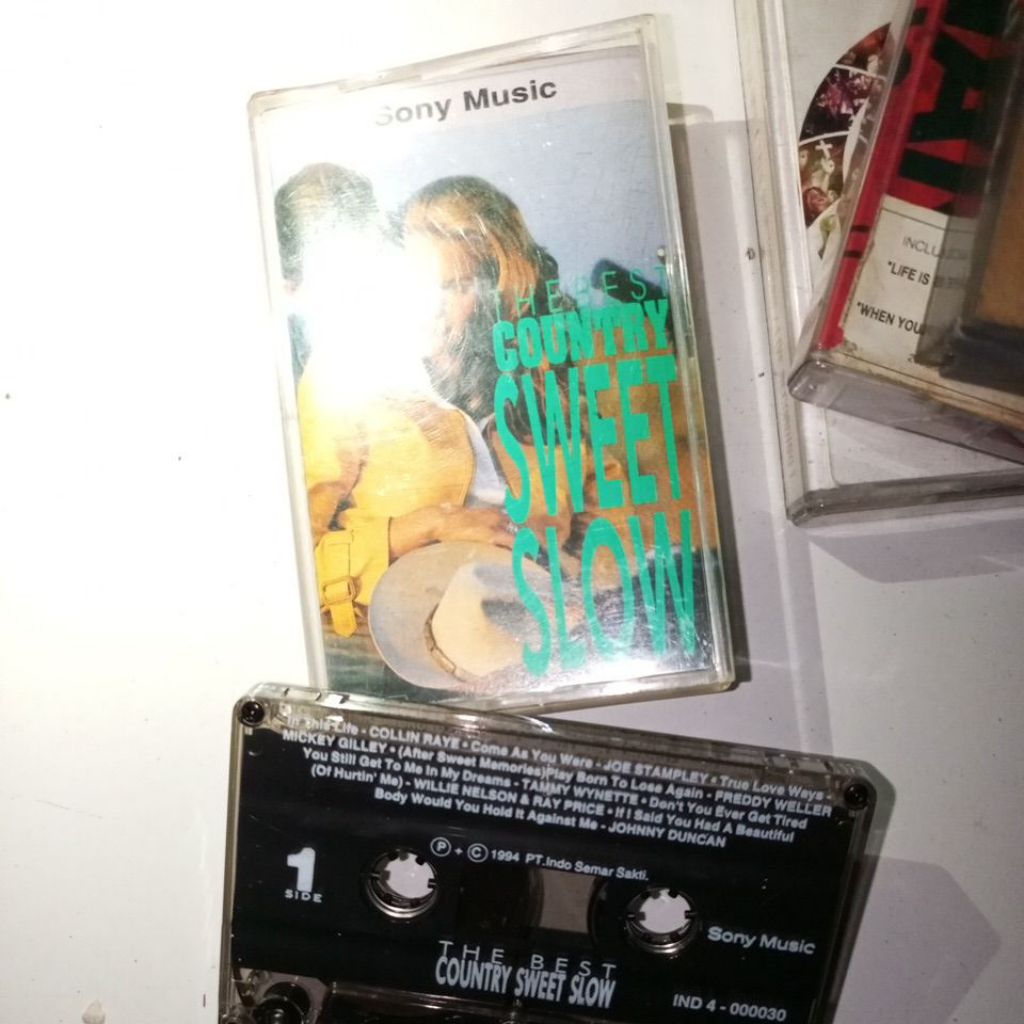 Sony Music
THE BEST
COUNTRY
SWEET
SLOW
INCLU
"LIFE IS
"WHEN YOU
In This Life - COLLIN RAYE • Come As You Were - JOE STAMPLEY • True Love Ways -
MICKEY GILLEY • (After Sweet Memories)Play Born To Lose Again - FREDDY WELLER
You Still Get To Me In My Dreams - TAMMY WYNETTE • Don't You Ever Get Tired
(Of Hurtin' Me) - WILLIE NELSON & RAY PRICE • If I Said You Had A Beautiful
Body Would You Hold It Against Me - JOHNNY DUNCAN
Ⓟ + Ⓒ 1994 PT.Indo Semar Sakti.
1
SIDE
Sony Music
THE BEST
COUNTRY SWEET SLOW
IND 4 - 000030